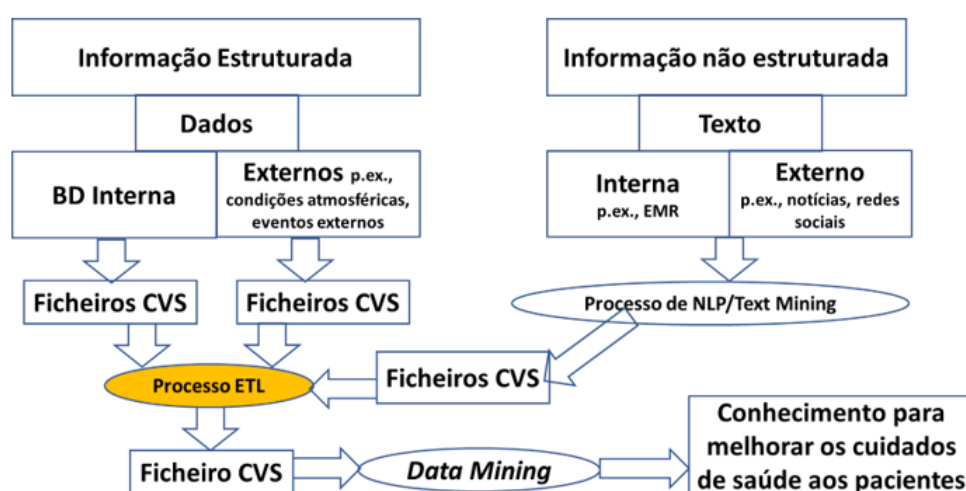 Informação Estruturada
Informação não estruturada
Dados
Texto
BD Interna
Externos p.ex.,
condições atmosféricas,
eventos externos
Interna
p.ex., EMR
Externo
p.ex., notícias, redes
sociais
Ficheiros CVS
Ficheiros CVS
Processo de NLP/Text Mining
Processo ETL
Ficheiros CVS
Ficheiro CVS
Data Mining
Conhecimento para
melhorar os cuidados
de saúde aos pacientes